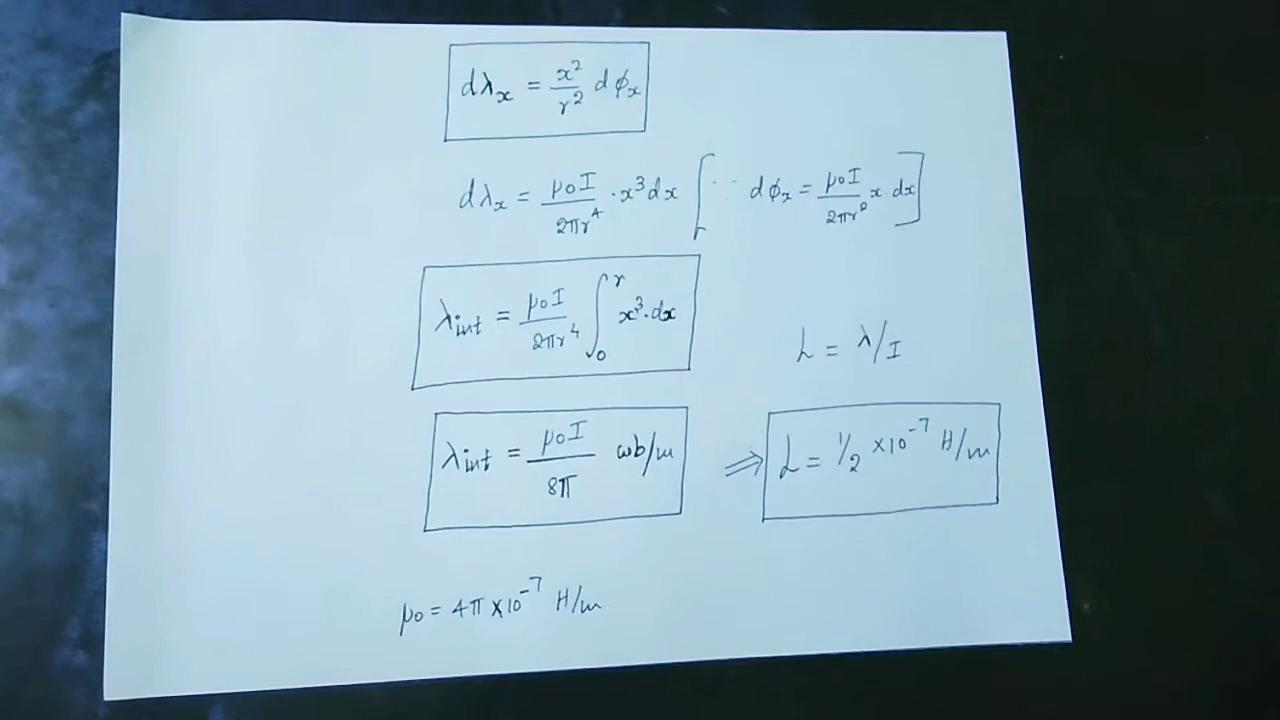 dλₓ = x²/r² dϕₓ
dλₓ = μ₀I/2πr⁴ · x³dx [∵ dϕₓ = μ₀I/2πr² x·dx]
λint = μ₀I/2πr⁴ ∫₀ʳ x³·dx
L = λ/I
λint = μ₀I/8π wb/m ⇒ L = 1/2 ×10⁻⁷ H/m
μ₀ = 4π×10⁻⁷ H/m